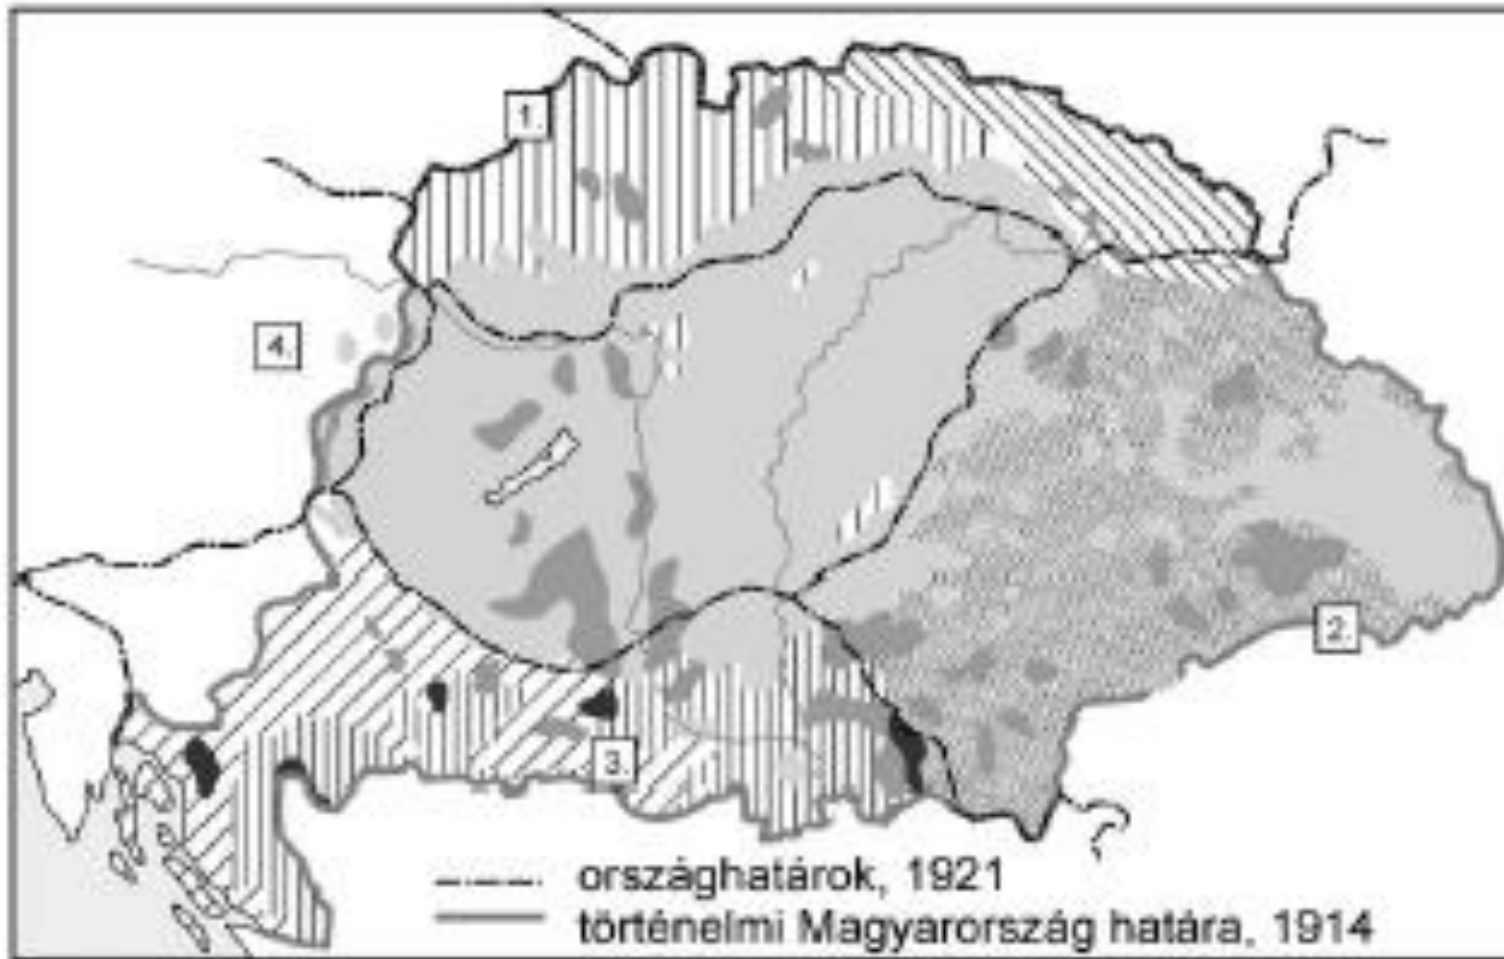 1.
4.
2.
3.
országhatárok, 1921
történelmi Magyarország határa, 1914